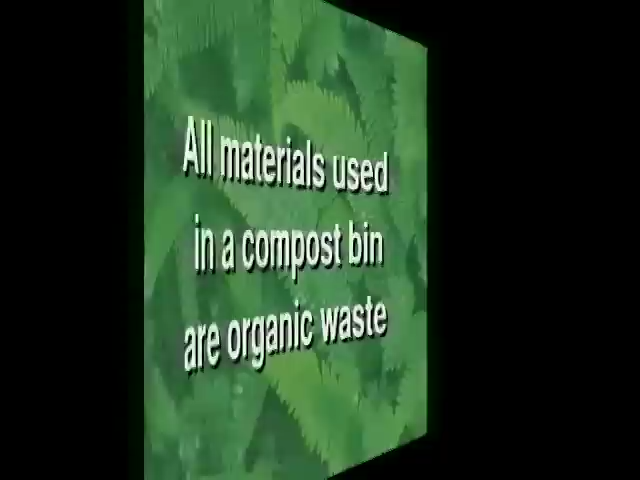 All materials used
in a compost bin
are organic waste